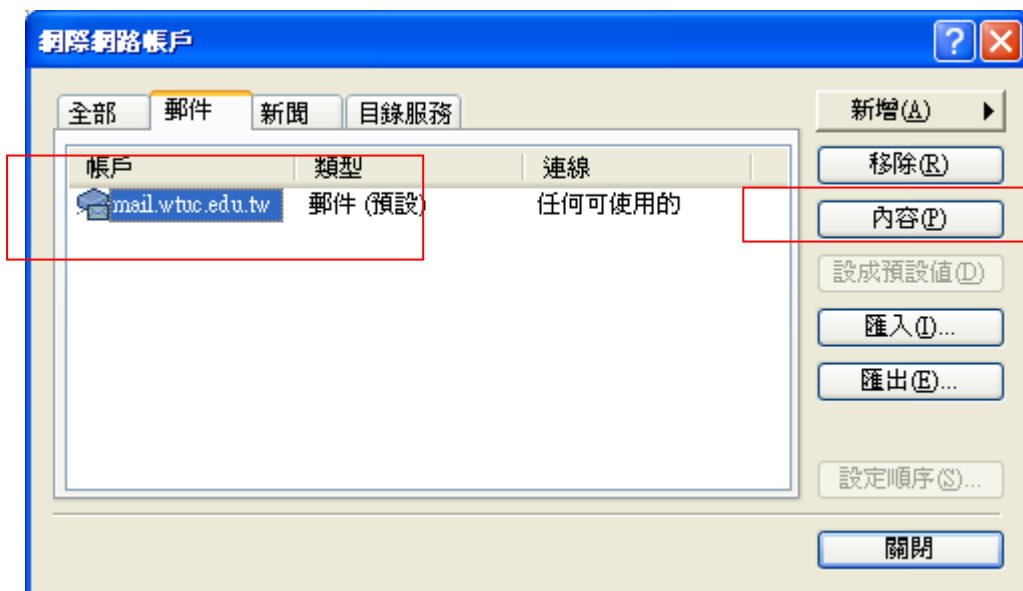 網際網路帳戶
全部 郵件 新聞 目錄服務
新增(A)
帳戶 類型 連線
移除(R)
mail.wtuc.edu.tw 郵件 (預設) 任何可使用的
內容(P)
設成預設值(D)
匯入(I)...
匯出(E)...
設定順序(S)...
關閉